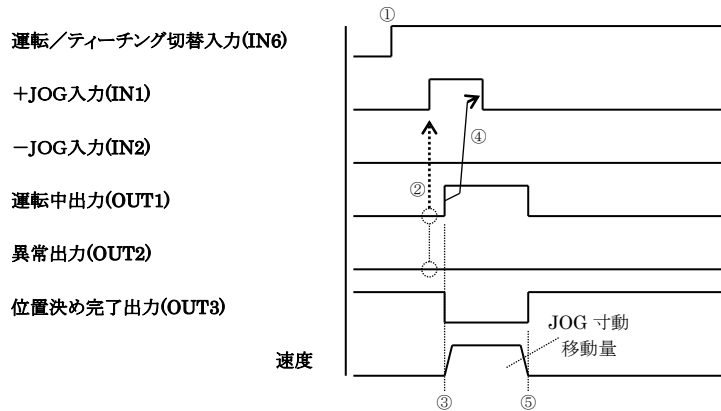 ①
運転／ティーチング切替入力(IN6)
＋JOG入力(IN1)
－JOG入力(IN2)
④
②
運転中出力(OUT1)
異常出力(OUT2)
位置決め完了出力(OUT3)
JOG 寸動
移動量
速度
③
⑤